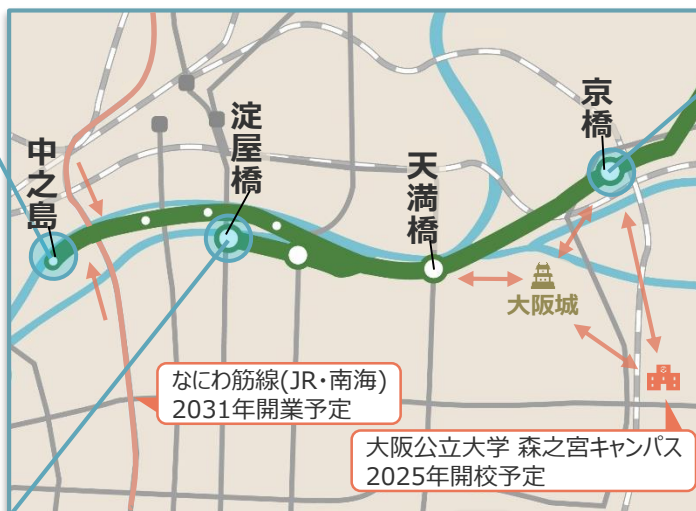 中之島
淀屋橋
天満橋
京橋
大阪城
なにわ筋線(JR・南海)
2031年開業予定
大阪公立大学 森之宮キャンパス
2025年開校予定